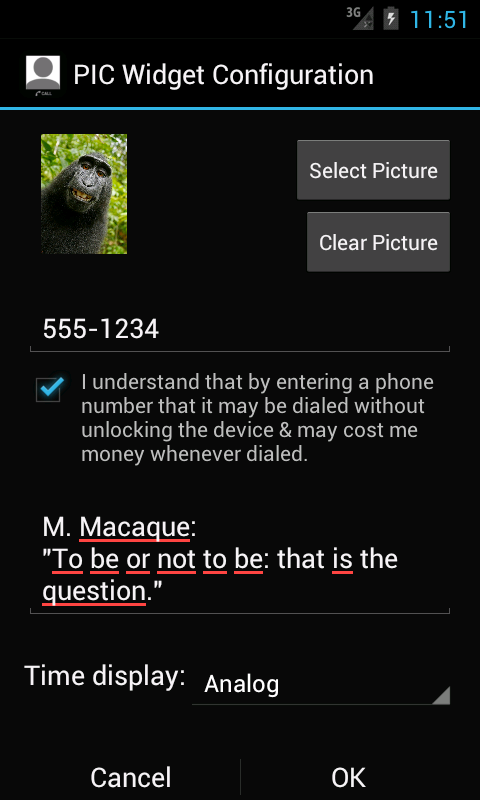 3G 11:51
CALL
PIC Widget Configuration
Select Picture
Clear Picture
555-1234
I understand that by entering a phone
number that it may be dialed without
unlocking the device & may cost me
money whenever dialed.
M. Macaque:
"To be or not to be: that is the
question."
Time display: Analog
Cancel OK